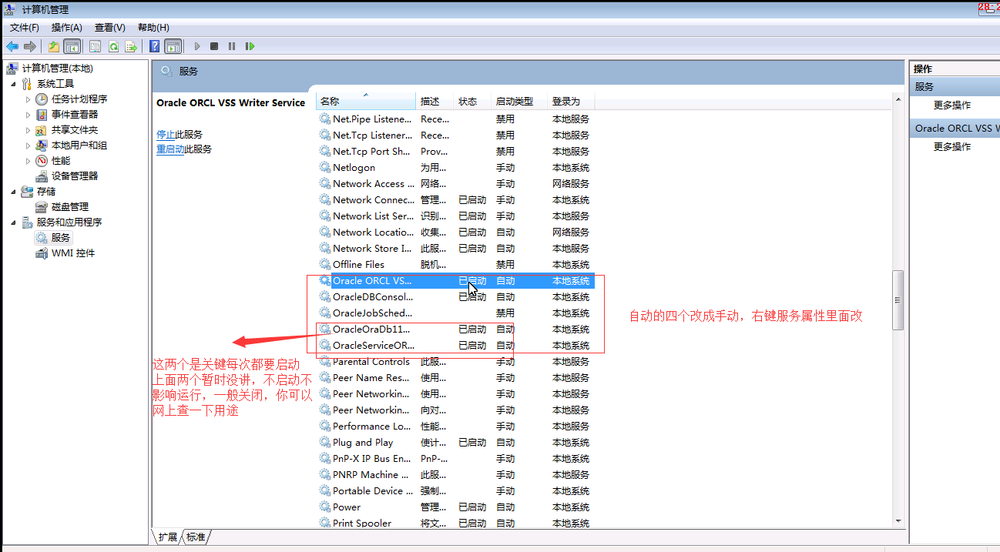 计算机管理
文件(F) 操作(A) 查看(V) 帮助(H)
计算机管理(本地)
系统工具
任务计划程序
事件查看器
共享文件夹
本地用户和组
性能
设备管理器
存储
磁盘管理
服务和应用程序
服务
WMI 控件
服务
Oracle ORCL VSS Writer Service
停止此服务
重启动此服务
名称 描述 状态 启动类型 登录为
Net.Pipe Listene... Rece... 禁用 本地服务
Net.Tcp Listener... Rece... 禁用 本地服务
Net.Tcp Port Sh... Prov... 禁用 本地服务
Netlogon 为用... 手动 本地系统
Network Access ... 网络... 手动 网络服务
Network Connec... 管理... 已启动 手动 本地系统
Network List Ser... 识别... 已启动 手动 本地服务
Network Locatio... 收集... 已启动 自动 网络服务
Network Store I... 此服... 已启动 自动 本地服务
Offline Files 脱机... 禁用 本地系统
Oracle ORCL VS... 已启动 自动 本地系统
OracleDBConsol... 已启动 自动 本地系统
OracleJobSched... 禁用 本地系统
OracleOraDb11... 已启动 自动 本地系统
OracleServiceOR... 已启动 自动 本地系统
Parental Controls 此服... 手动 本地服务
Peer Name Res... 使用... 手动 本地服务
Peer Networkin... 使用... 手动 本地服务
Peer Networkin... 向对... 手动 本地服务
Performance Lo... 性能... 手动 本地服务
Plug and Play 使计... 已启动 自动 本地系统
PnP-X IP Bus En... PnP-... 手动 本地系统
PNRP Machine ... 此服... 手动 本地服务
Portable Device ... 强制... 手动 本地系统
Power 管理... 已启动 自动 本地系统
Print Spooler 将文... 已启动 自动 本地系统
自动的四个改成手动，右键服务属性里面改
这两个是关键每次都要启动
上面两个暂时没讲，不启动不
影响运行，一般关闭，你可以
网上查一下用途
扩展 标准
操作
服务
更多操作
Oracle ORCL VSS W
更多操作